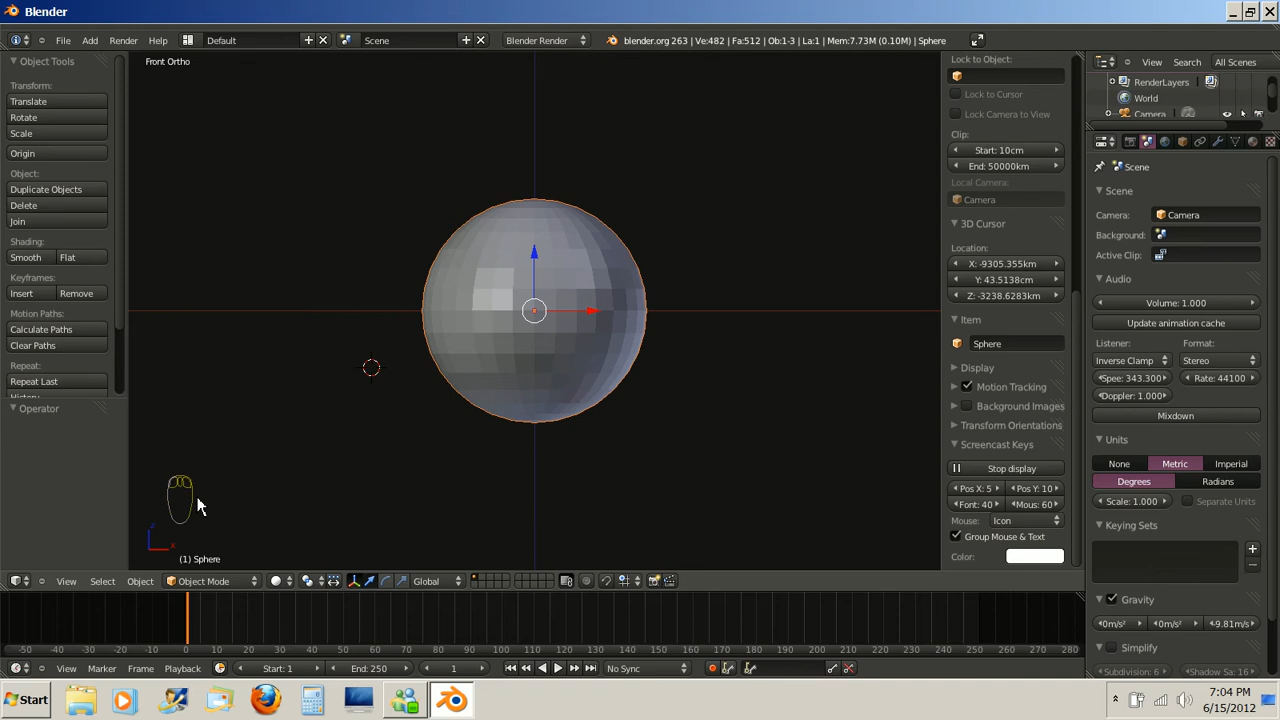 Blender
File Add Render Help Default Scene Blender Render blender.org 263 | Ve:482 | Fa:512 | Ob:1-3 | La:1 | Mem:7.73M (0.10M) | Sphere
Object Tools
Transform:
Translate
Rotate
Scale
Origin
Object:
Duplicate Objects
Delete
Join
Shading:
Smooth Flat
Keyframes:
Insert Remove
Motion Paths:
Calculate Paths
Clear Paths
Repeat:
Repeat Last
Operator
Front Ortho
z
x
(1) Sphere
Lock to Object:
Lock to Cursor
Lock Camera to View
Clip:
Start: 10cm
End: 50000km
Local Camera:
Camera
3D Cursor
Location:
X: -9305.355km
Y: 43.5138cm
Z: -3238.6283km
Item
Sphere
Display
Motion Tracking
Background Images
Transform Orientations
Screencast Keys
Stop display
Pos X: 5 Pos Y: 10
Font: 40 Mous: 60
Mouse: Icon
Group Mouse & Text
Color:
View Search All Scenes
RenderLayers
World
Camera
Scene
Scene
Camera: Camera
Background:
Active Clip:
Audio
Volume: 1.000
Update animation cache
Listener: Format:
Inverse Clamp Stereo
Spee: 343.300 Rate: 44100
Doppler: 1.000
Mixdown
Units
None Metric Imperial
Degrees Radians
Scale: 1.000 Separate Units
Keying Sets
Gravity
0m/s² 0m/s² -9.81m/s
Simplify
Subdivision: 6 Shadow Sa: 16
View Select Object Object Mode Global
-50 -40 -30 -20 -10 0 10 20 30 40 50 60 70 80 90 100 110 120 130 140 150 160 170 180 190 200 210 220 230 240 250 260 270 280
View Marker Frame Playback Start: 1 End: 250 1 No Sync
Start 7:04 PM
6/15/2012